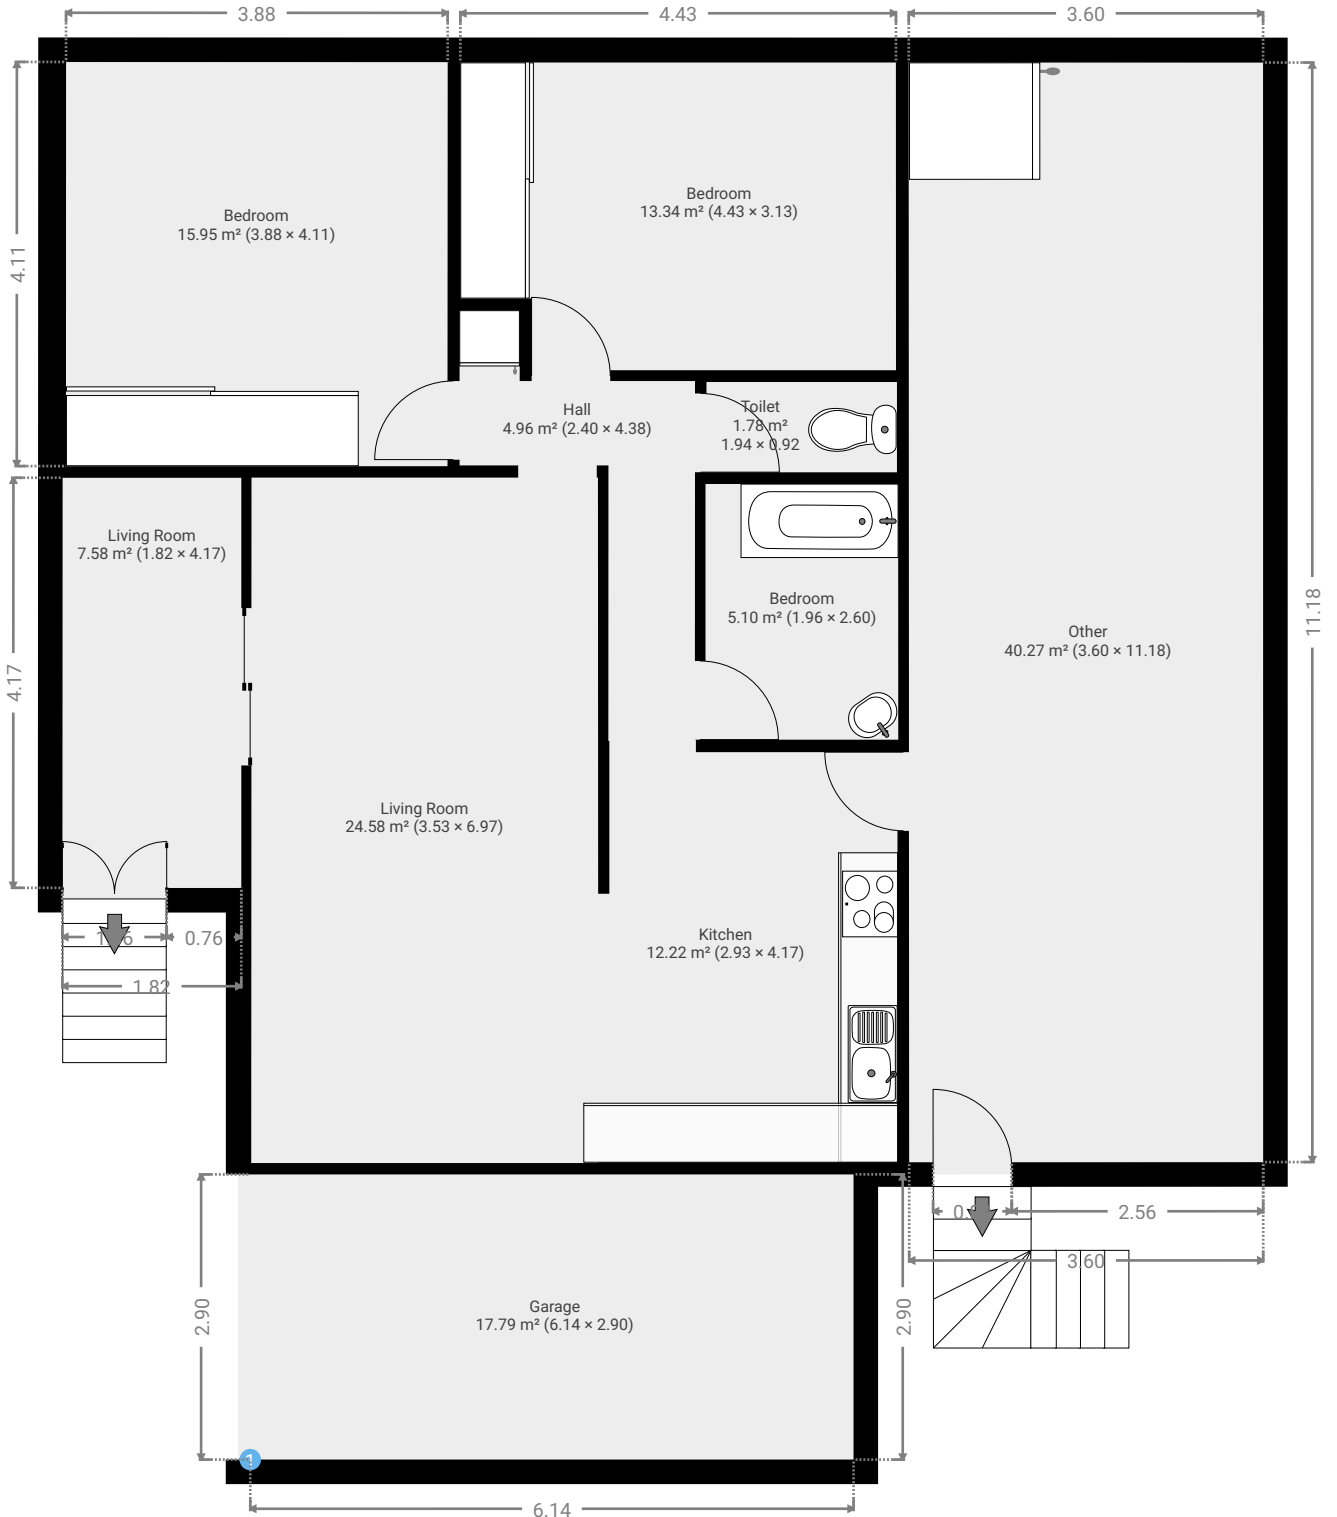 3.88
4.43
3.60
4.11
Bedroom
15.95 m² (3.88 × 4.11)
Bedroom
13.34 m² (4.43 × 3.13)
Hall
4.96 m² (2.40 × 4.38)
Toilet
1.78 m²
1.94 × 0.92
Living Room
7.58 m² (1.82 × 4.17)
Bedroom
5.10 m² (1.96 × 2.60)
Other
40.27 m² (3.60 × 11.18)
11.18
4.17
Living Room
24.58 m² (3.53 × 6.97)
Kitchen
12.22 m² (2.93 × 4.17)
0.76
1.82
2.56
3.60
2.90
Garage
17.79 m² (6.14 × 2.90)
2.90
1
6.14